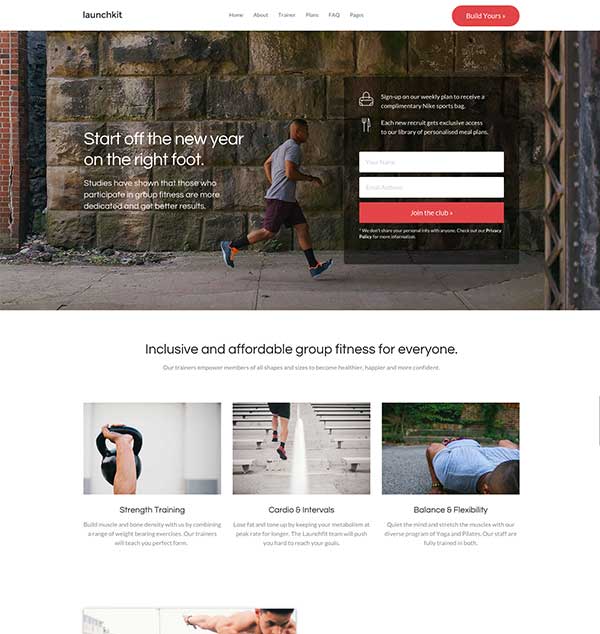 launchkit
Home About Trainer Plans FAQ Pages
Build Yours »
Start off the new year
on the right foot.
Studies have shown that those who
participate in group fitness are more
dedicated and get better results.
Sign-up on our weekly plan to receive a
complimentary Nike sports bag.
Each new recruit gets exclusive access
to our library of personalised meal plans.
Your Name
Email Address
Join the club »
* We don't share your personal info with anyone. Check out our Privacy
Policy for more information.
Inclusive and affordable group fitness for everyone.
Our trainers empower members of all shapes and sizes to become healthier, happier and more confident.
Strength Training
Build muscle and bone density with us by combining
a range of weight bearing exercises. Our trainers
will teach you perfect form.
Cardio & Intervals
Lose fat and tone up by keeping your metabolism at
peak rate for longer. The Launchfit team will push
you hard to reach your goals.
Balance & Flexibility
Quiet the mind and stretch the muscles with our
diverse program of Yoga and Pilates. Our staff are
fully trained in both.